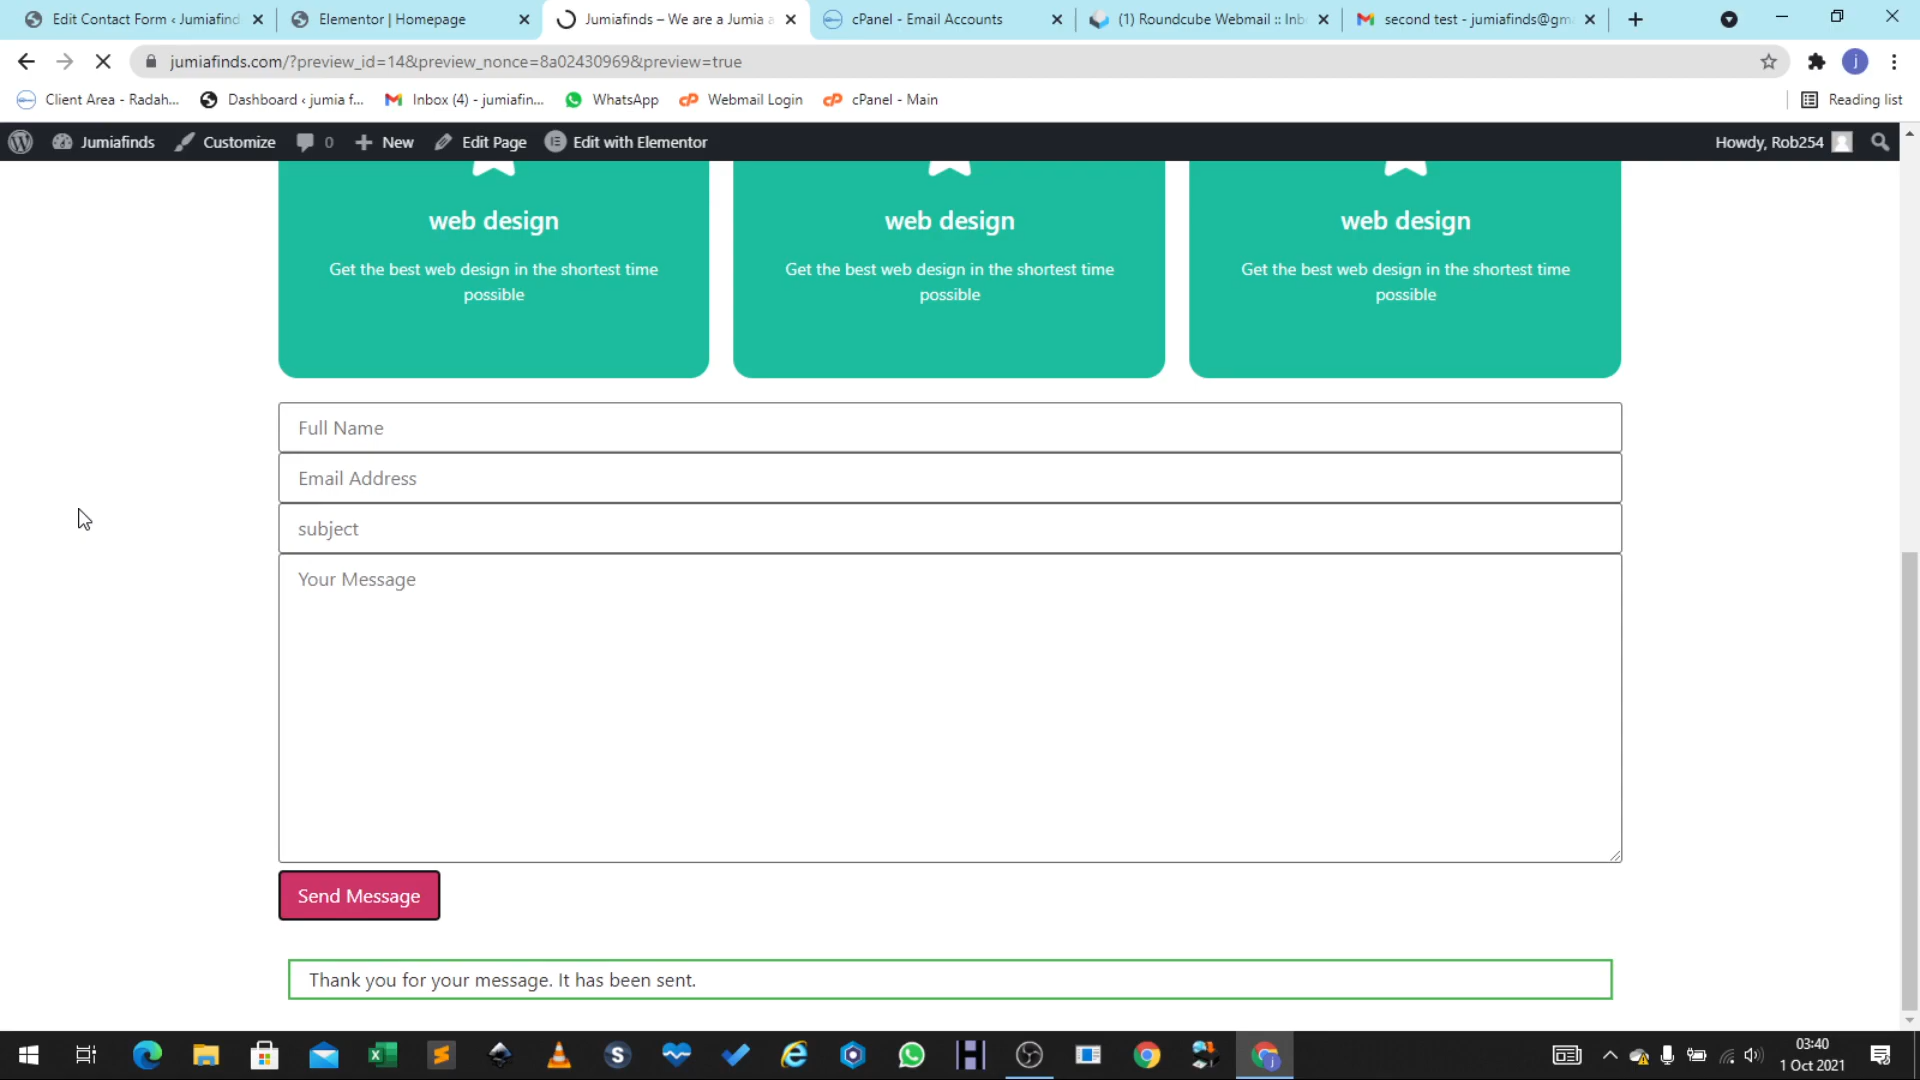 Edit Contact Form ‹ Jumiafind
Elementor | Homepage
Jumiafinds – We are a Jumia a
cPanel - Email Accounts
(1) Roundcube Webmail :: Inb
second test - jumiafinds@gm
jumiafinds.com/?preview_id=14&preview_nonce=8a02430969&preview=true
j
Client Area - Radah...
Dashboard ‹ jumia f...
Inbox (4) - jumiafin...
WhatsApp
Webmail Login
cPanel - Main
Reading list
Jumiafinds
Customize
0
New
Edit Page
Edit with Elementor
Howdy, Rob254
web design
Get the best web design in the shortest time
possible
web design
Get the best web design in the shortest time
possible
web design
Get the best web design in the shortest time
possible
Full Name
Email Address
subject
Your Message
Send Message
Thank you for your message. It has been sent.
03:40
1 Oct 2021